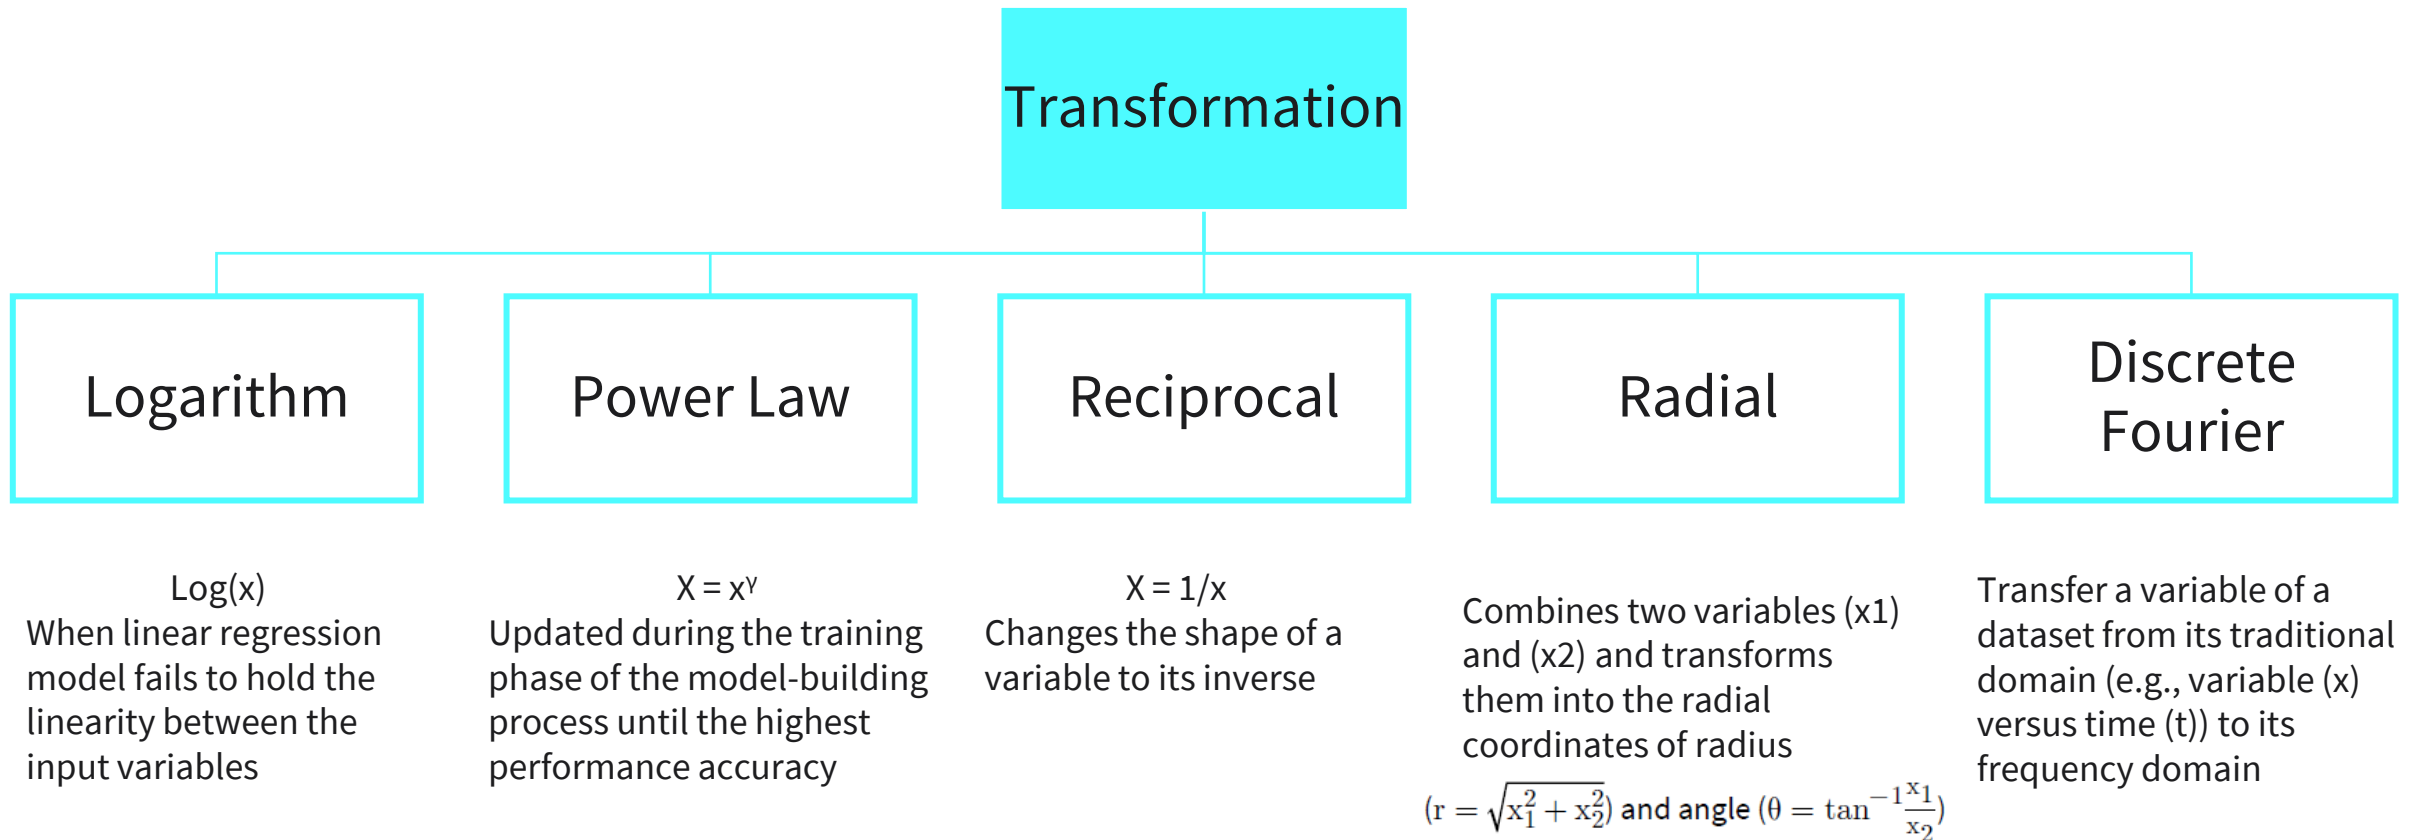 Transformation
Logarithm
Power Law
Reciprocal
Radial
Discrete
Fourier
Log(x)
When linear regression
model fails to hold the
linearity between the
input variables
X = xᵞ
Updated during the training
phase of the model-building
process until the highest
performance accuracy
X = 1/x
Changes the shape of a
variable to its inverse
Combines two variables (x1)
and (x2) and transforms
them into the radial
coordinates of radius
(r = √(x₁² + x₂²)) and angle (θ = tan⁻¹ x₁/x₂)
Transfer a variable of a
dataset from its traditional
domain (e.g., variable (x)
versus time (t)) to its
frequency domain